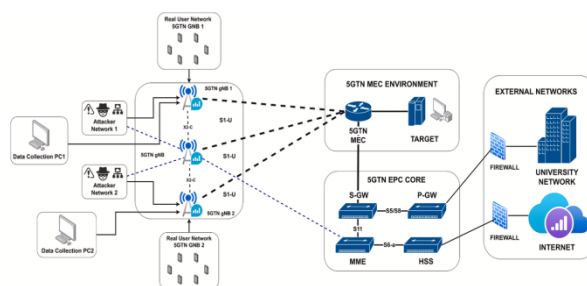 Real User Network
5GTN GNB 1
5GTN gNB 1
Attacker
Network 1
Data Collection PC1
X2-C
S1-U
5GTN gNB
S1-U
Attacker
Network 2
X2-C
S1-U
5GTN gNB 2
Data Collection PC2
Real User Network
5GTN GNB 2
5GTN MEC ENVIRONMENT
5GTN
MEC
TARGET
5GTN EPC CORE
S-GW
P-GW
S5/S8
S11
S6-a
MME
HSS
EXTERNAL NETWORKS
FIREWALL
UNIVERSITY
NETWORK
FIREWALL
INTERNET